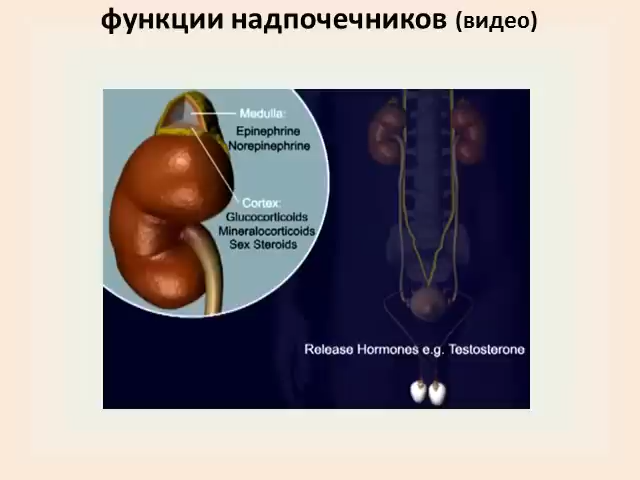 функции надпочечников (видео)
Medulla:
Epinephrine
Norepinephrine
Cortex:
Glucocorticoids
Mineralocorticoids
Sex Steroids
Release Hormones e.g. Testosterone